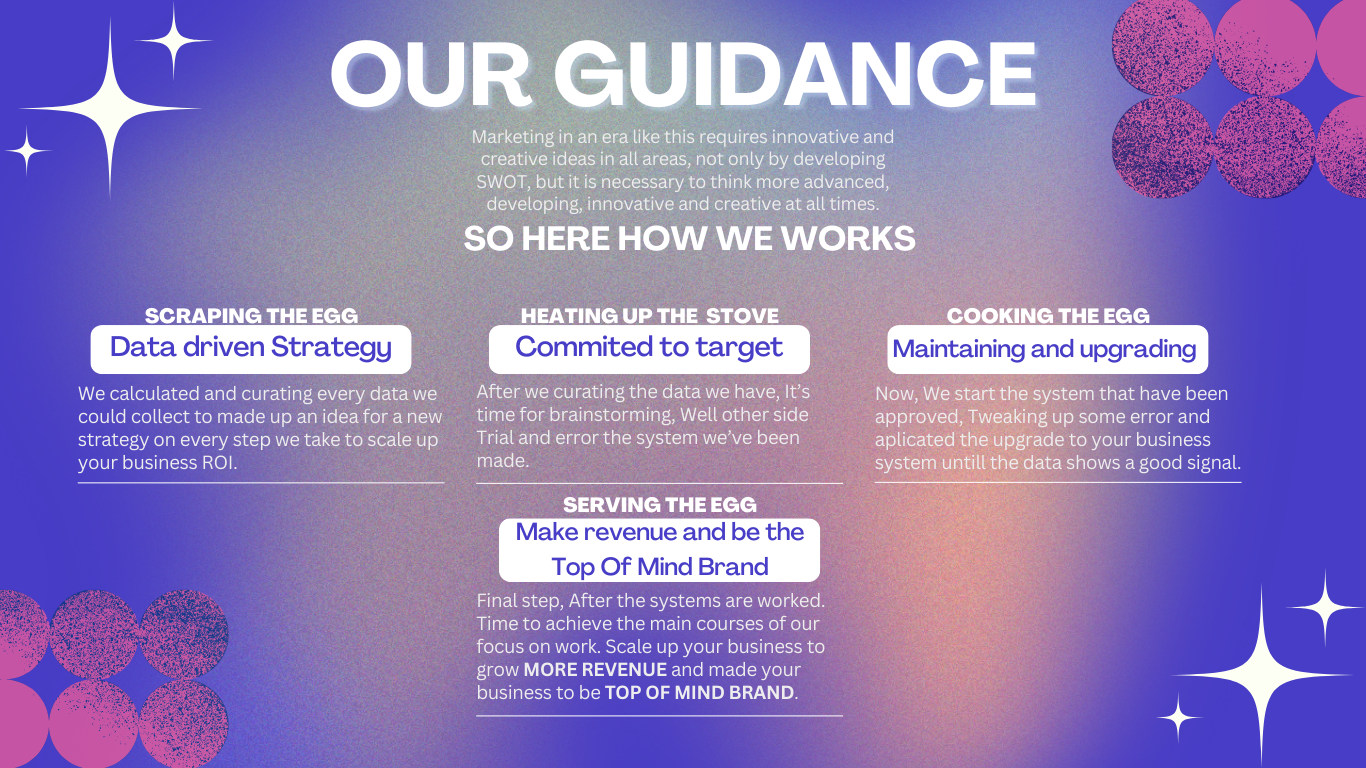 OUR GUIDANCE
Marketing in an era like this requires innovative and
creative ideas in all areas, not only by developing
SWOT, but it is necessary to think more advanced,
developing, innovative and creative at all times.
SO HERE HOW WE WORKS
SCRAPING THE EGG
Data driven Strategy
We calculated and curating every data we
could collect to made up an idea for a new
strategy on every step we take to scale up
your business ROI.
HEATING UP THE STOVE
Commited to target
After we curating the data we have, It's
time for brainstorming, Well other side
Trial and error the system we've been
made.
COOKING THE EGG
Maintaining and upgrading
Now, We start the system that have been
approved, Tweaking up some error and
aplicated the upgrade to your business
system untill the data shows a good signal.
SERVING THE EGG
Make revenue and be the
Top Of Mind Brand
Final step, After the systems are worked.
Time to achieve the main courses of our
focus on work. Scale up your business to
grow MORE REVENUE and made your
business to be TOP OF MIND BRAND.